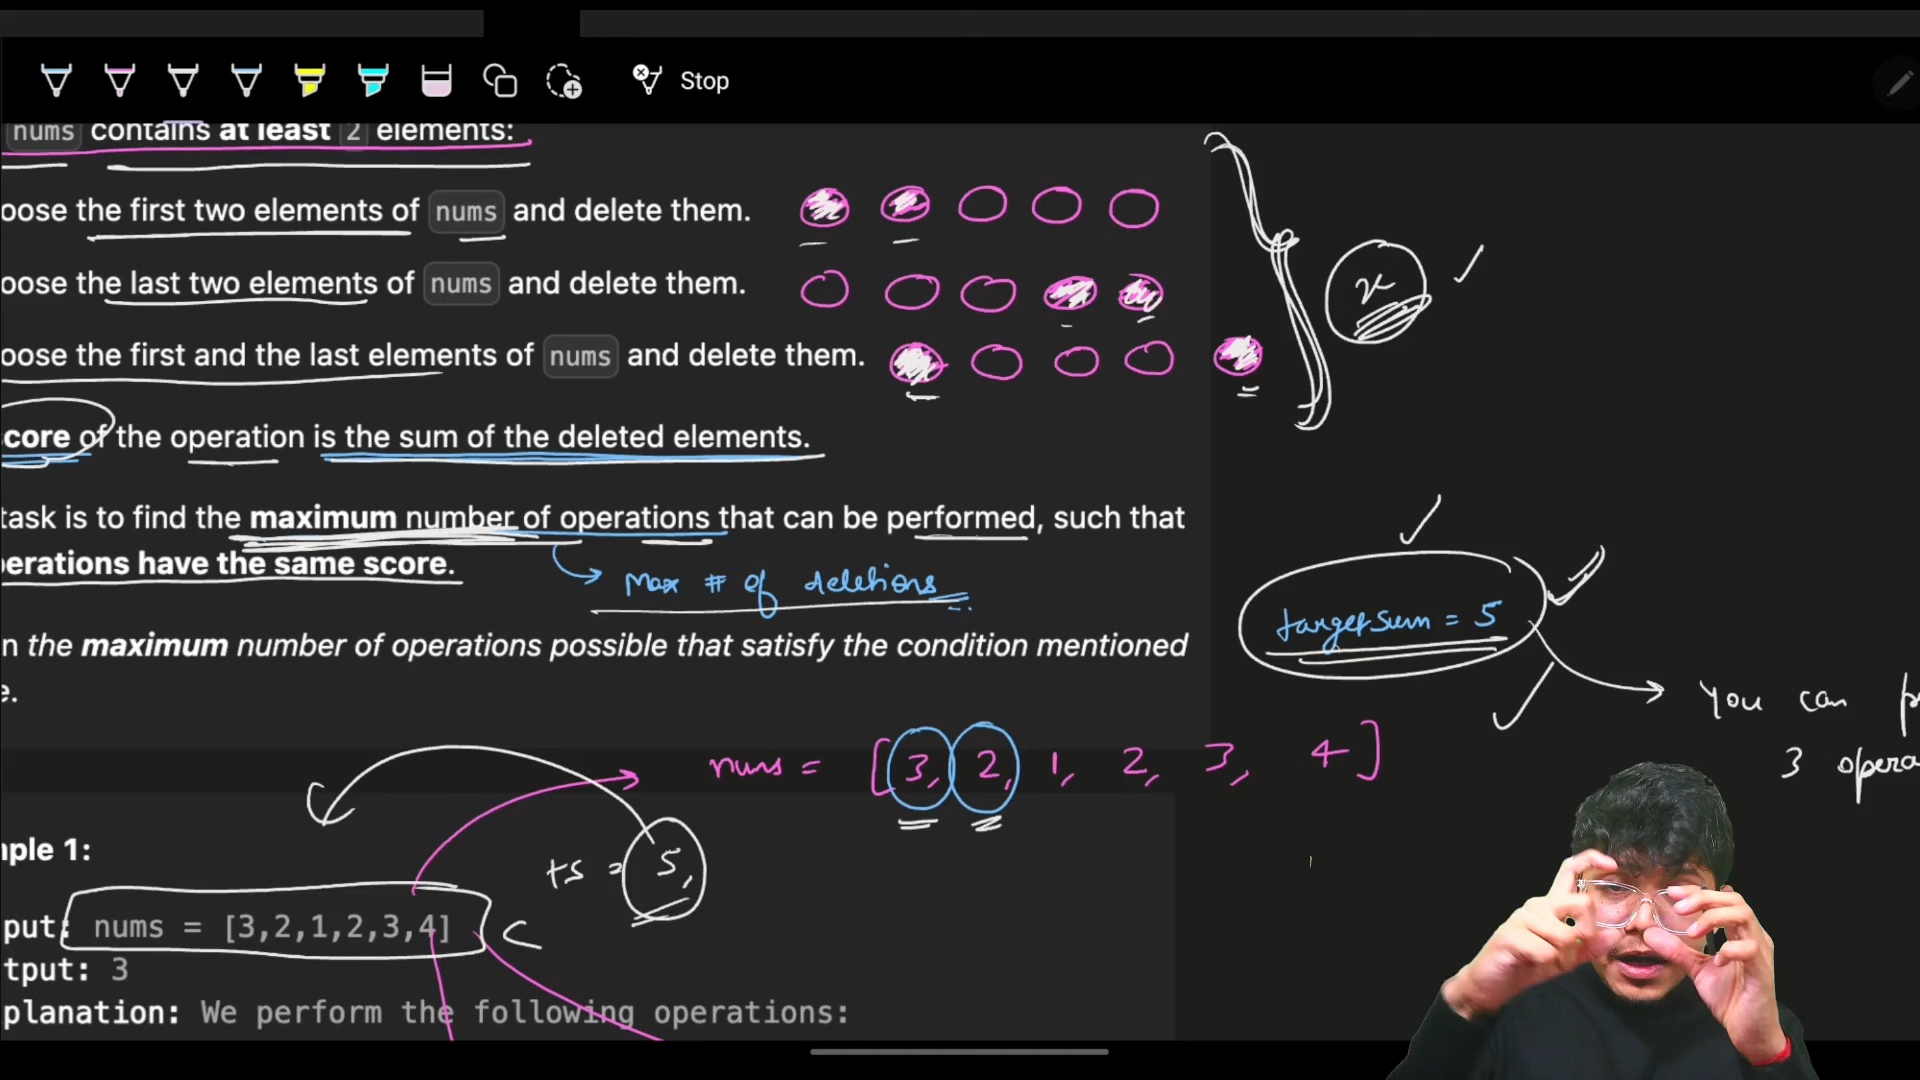 Stop
nums contains at least 2 elements:
oose the first two elements of nums and delete them.
oose the last two elements of nums and delete them.
oose the first and the last elements of nums and delete them.
x
core of the operation is the sum of the deleted elements.
task is to find the maximum number of operations that can be performed, such that
perations have the same score.
Max # of deletions
targetsum = 5
n the maximum number of operations possible that satisfy the condition mentioned
e.
You can
3 opera
nums = [3, 2, 1, 2, 3, 4]
mple 1:
ts = 5,
put: nums = [3,2,1,2,3,4]
tput: 3
planation: We perform the following operations: